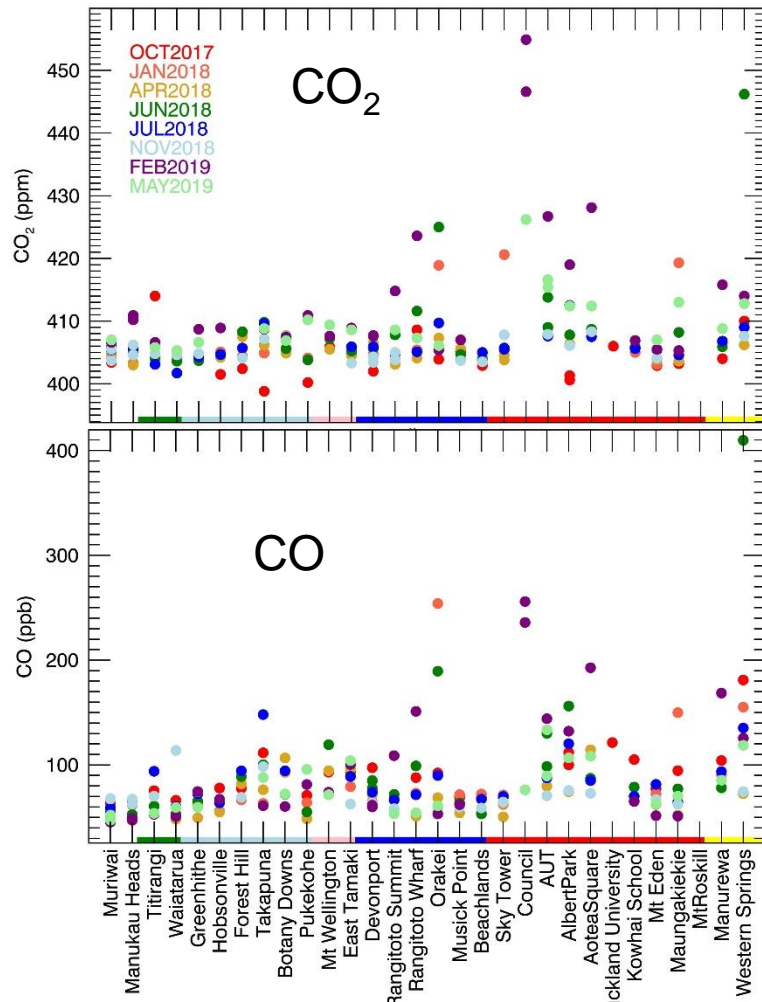 CO₂
OCT2017
JAN2018
APR2018
JUN2018
JUL2018
NOV2018
FEB2019
MAY2019
CO₂ (ppm)
450
440
430
420
410
400
CO
CO (ppb)
400
300
200
100
Muriwai
Manukau Heads
Titirangi
Waiatarua
Greenhithe
Hobsonville
Forest Hill
Takapuna
Botany Downs
Pukekohe
Mt Wellington
East Tamaki
Devonport
Rangitoto Summit
Rangitoto Wharf
Orakei
Musick Point
Beachlands
Sky Tower
Council
AUT
AlbertPark
AoteaSquare
ckland University
Kowhai School
Mt Eden
Maungakiekie
MtRoskill
Manurewa
Western Springs